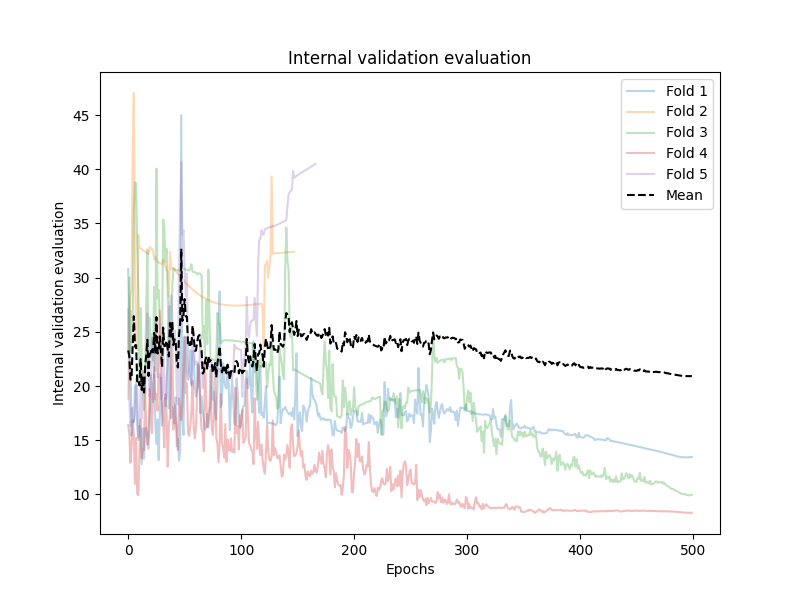 Internal validation evaluation
Internal validation evaluation
45
40
35
30
25
20
15
10
0
100
200
300
400
500
Epochs
Fold 1
Fold 2
Fold 3
Fold 4
Fold 5
Mean